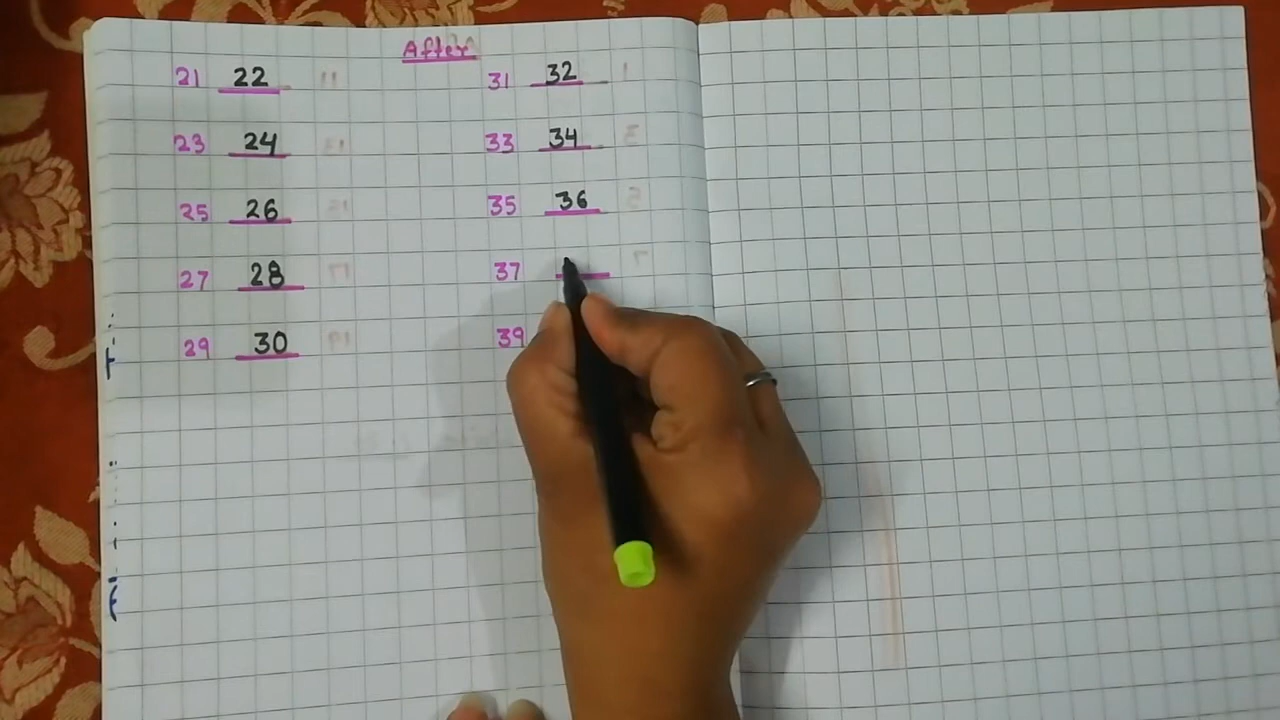 After
21 22 31 32
23 24 33 34
25 26 35 36
27 28 37
29 30 39